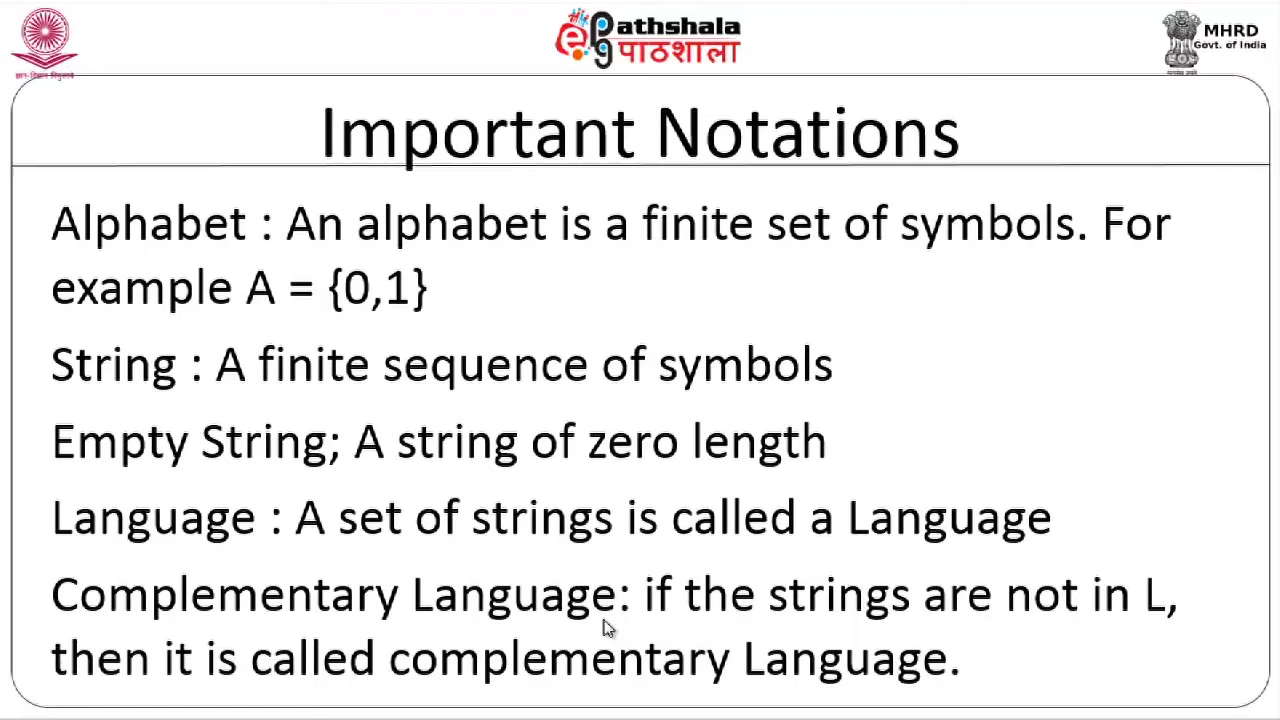 ज्ञान-विज्ञान विमुक्तये
ePathshala
पाठशाला
MHRD
Govt. of India
Important Notations
Alphabet : An alphabet is a finite set of symbols. For
example A = {0,1}
String : A finite sequence of symbols
Empty String; A string of zero length
Language : A set of strings is called a Language
Complementary Language: if the strings are not in L,
then it is called complementary Language.